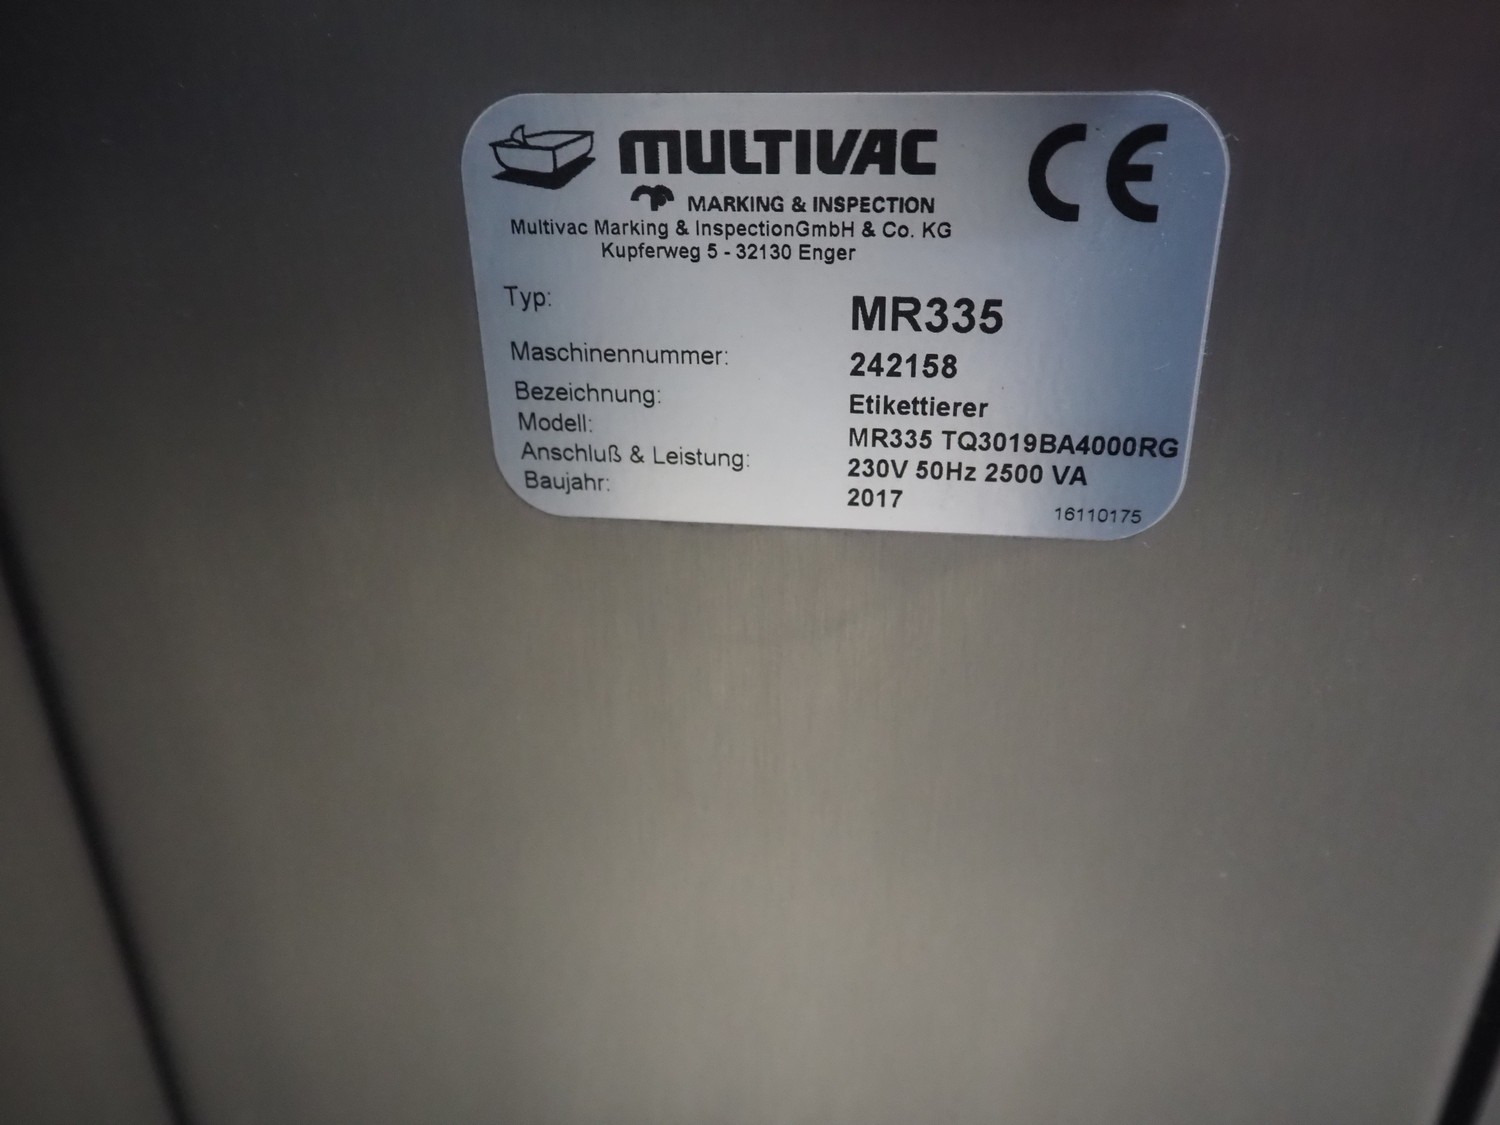 MULTIVAC
MARKING & INSPECTION
CE
Multivac Marking & InspectionGmbH & Co. KG
Kupferweg 5 - 32130 Enger
Typ: MR335
Maschinennummer: 242158
Bezeichnung: Etikettierer
Modell: MR335 TQ3019BA4000RG
Anschluß & Leistung: 230V 50Hz 2500 VA
Baujahr: 2017
16110175